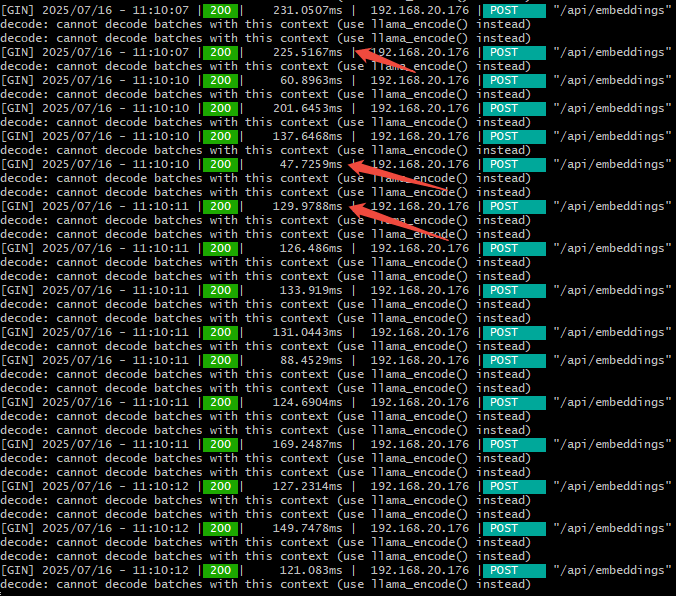 [GIN] 2025/07/16 - 11:10:07 | 200 | 231.0507ms | 192.168.20.176 | POST "/api/embeddings"
decode: cannot decode batches with this context (use llama_encode() instead)
decode: cannot decode batches with this context (use llama_encode() instead)
[GIN] 2025/07/16 - 11:10:07 | 200 | 225.5167ms | 192.168.20.176 | POST "/api/embeddings"
decode: cannot decode batches with this context (use llama_encode() instead)
[GIN] 2025/07/16 - 11:10:10 | 200 | 60.8963ms | 192.168.20.176 | POST "/api/embeddings"
decode: cannot decode batches with this context (use llama_encode() instead)
[GIN] 2025/07/16 - 11:10:10 | 200 | 201.6453ms | 192.168.20.176 | POST "/api/embeddings"
decode: cannot decode batches with this context (use llama_encode() instead)
[GIN] 2025/07/16 - 11:10:10 | 200 | 137.6468ms | 192.168.20.176 | POST "/api/embeddings"
decode: cannot decode batches with this context (use llama_encode() instead)
[GIN] 2025/07/16 - 11:10:10 | 200 | 47.7259ms | 192.168.20.176 | POST "/api/embeddings"
decode: cannot decode batches with this context (use llama_encode() instead)
decode: cannot decode batches with this context (use llama_encode() instead)
[GIN] 2025/07/16 - 11:10:11 | 200 | 129.9788ms | 192.168.20.176 | POST "/api/embeddings"
decode: cannot decode batches with this context (use llama_encode() instead)
decode: cannot decode batches with this context (use llama_encode() instead)
[GIN] 2025/07/16 - 11:10:11 | 200 | 126.486ms | 192.168.20.176 | POST "/api/embeddings"
decode: cannot decode batches with this context (use llama_encode() instead)
decode: cannot decode batches with this context (use llama_encode() instead)
[GIN] 2025/07/16 - 11:10:11 | 200 | 133.919ms | 192.168.20.176 | POST "/api/embeddings"
decode: cannot decode batches with this context (use llama_encode() instead)
decode: cannot decode batches with this context (use llama_encode() instead)
[GIN] 2025/07/16 - 11:10:11 | 200 | 131.0443ms | 192.168.20.176 | POST "/api/embeddings"
decode: cannot decode batches with this context (use llama_encode() instead)
[GIN] 2025/07/16 - 11:10:11 | 200 | 88.4529ms | 192.168.20.176 | POST "/api/embeddings"
decode: cannot decode batches with this context (use llama_encode() instead)
decode: cannot decode batches with this context (use llama_encode() instead)
[GIN] 2025/07/16 - 11:10:11 | 200 | 124.6904ms | 192.168.20.176 | POST "/api/embeddings"
decode: cannot decode batches with this context (use llama_encode() instead)
decode: cannot decode batches with this context (use llama_encode() instead)
[GIN] 2025/07/16 - 11:10:11 | 200 | 169.2487ms | 192.168.20.176 | POST "/api/embeddings"
decode: cannot decode batches with this context (use llama_encode() instead)
decode: cannot decode batches with this context (use llama_encode() instead)
[GIN] 2025/07/16 - 11:10:12 | 200 | 127.2314ms | 192.168.20.176 | POST "/api/embeddings"
decode: cannot decode batches with this context (use llama_encode() instead)
decode: cannot decode batches with this context (use llama_encode() instead)
[GIN] 2025/07/16 - 11:10:12 | 200 | 149.7478ms | 192.168.20.176 | POST "/api/embeddings"
decode: cannot decode batches with this context (use llama_encode() instead)
decode: cannot decode batches with this context (use llama_encode() instead)
[GIN] 2025/07/16 - 11:10:12 | 200 | 121.083ms | 192.168.20.176 | POST "/api/embeddings"
decode: cannot decode batches with this context (use llama_encode() instead)